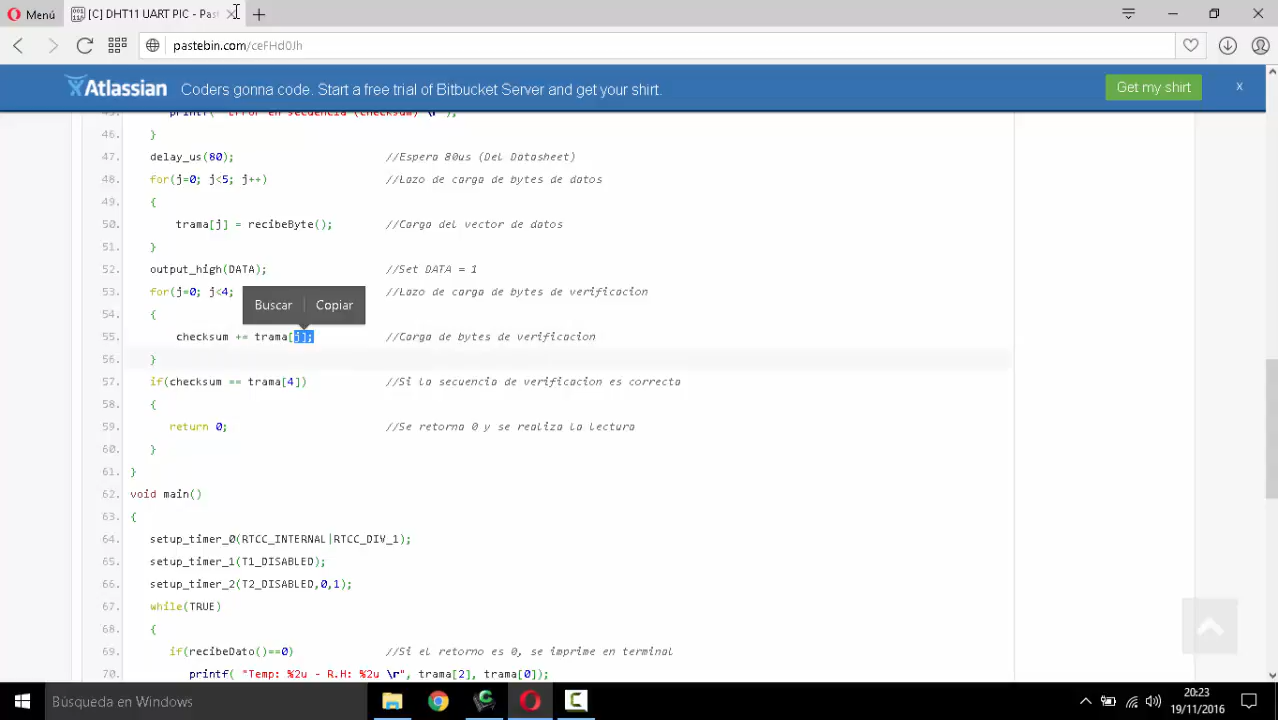 Menú
[C] DHT11 UART PIC - Past
pastebin.com/ceFHd0Jh
Atlassian
Coders gonna code. Start a free trial of Bitbucket Server and get your shirt.
Get my shirt
x
45. printf( "Error en secuencia (checksum) \r");
46. }
47. delay_us(80); //Espera 80us (Del Datasheet)
48. for(j=0; j<5; j++) //Lazo de carga de bytes de datos
49. {
50. trama[j] = recibeByte(); //Carga del vector de datos
51. }
52. output_high(DATA); //Set DATA = 1
53. for(j=0; j<4; //Lazo de carga de bytes de verificacion
Buscar Copiar
54. {
55. checksum += trama[j]; //Carga de bytes de verificacion
56. }
57. if(checksum == trama[4]) //Si la secuencia de verificacion es correcta
58. {
59. return 0; //Se retorna 0 y se realiza la lectura
60. }
61. }
62. void main()
63. {
64. setup_timer_0(RTCC_INTERNAL|RTCC_DIV_1);
65. setup_timer_1(T1_DISABLED);
66. setup_timer_2(T2_DISABLED,0,1);
67. while(TRUE)
68. {
69. if(recibeDato()==0) //Si el retorno es 0, se imprime en terminal
70. printf( "Temp: %2u - R.H: %2u \r", trama[2], trama[0]);
Búsqueda en Windows
20:23
19/11/2016